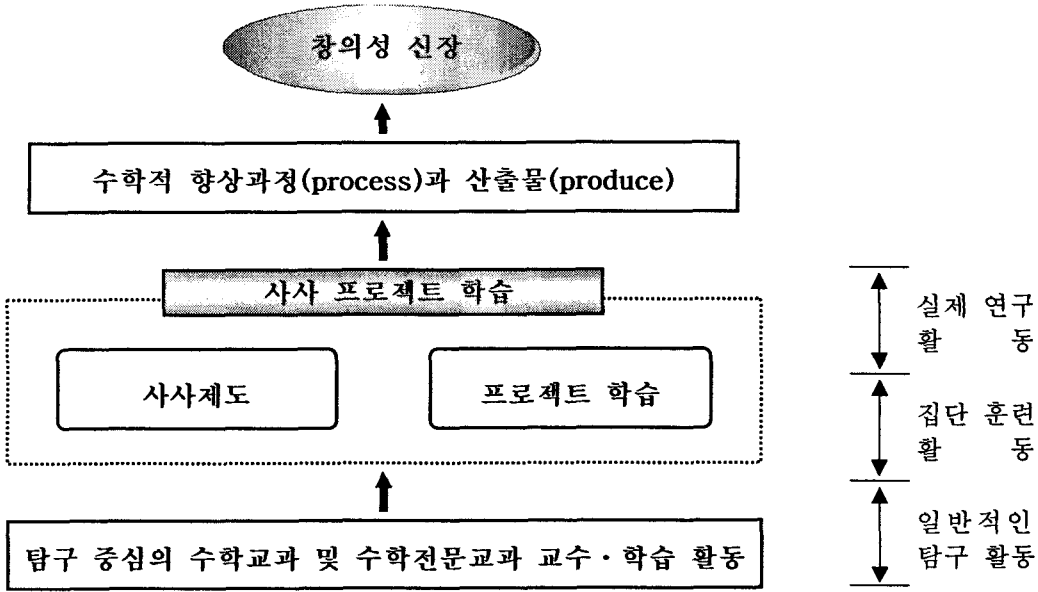 창의성 신장
수학적 향상과정(process)과 산출물(produce)
사사 프로젝트 학습
사사제도
프로젝트 학습
탐구 중심의 수학교과 및 수학전문교과 교수·학습 활동
실제 연구
활 동
집단 훈련
활 동
일반적인
탐구 활동